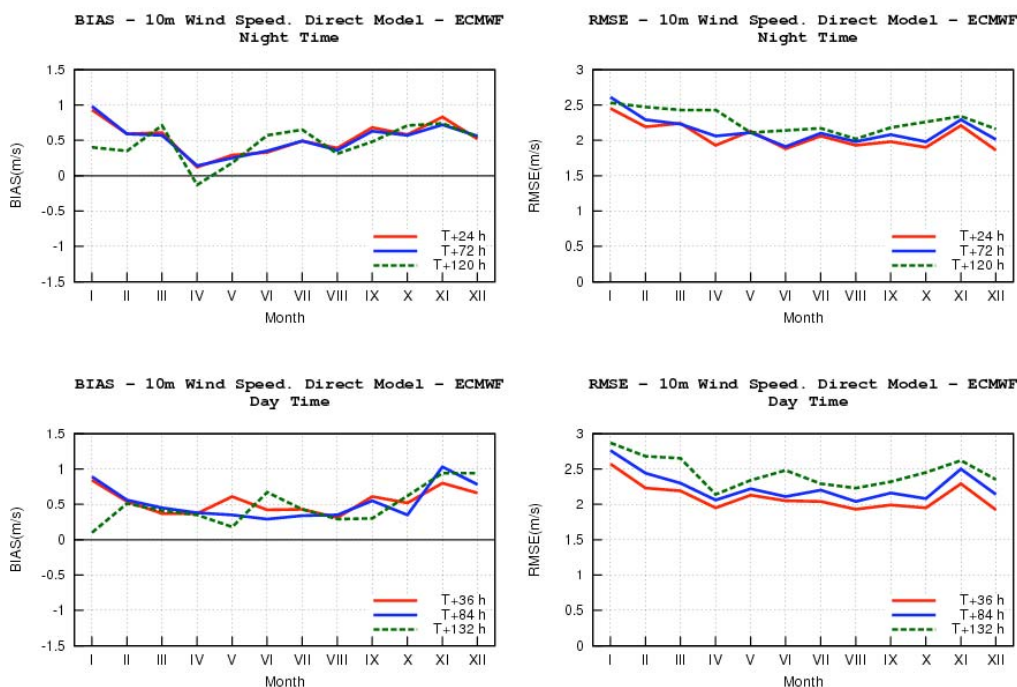 BIAS – 10m Wind Speed. Direct Model – ECMWF
Night Time
1.5
1
0.5
0
-0.5
-1
-1.5
BIAS(m/s)
T+24 h
T+72 h
T+120 h
I II III IV V VI VII VIII IX X XI XII
Month
RMSE – 10m Wind Speed. Direct Model – ECMWF
Night Time
3
2.5
2
1.5
1
0.5
0
RMSE(m/s)
T+24 h
T+72 h
T+120 h
I II III IV V VI VII VIII IX X XI XII
Month
BIAS – 10m Wind Speed. Direct Model – ECMWF
Day Time
1.5
1
0.5
0
-0.5
-1
-1.5
BIAS(m/s)
T+36 h
T+84 h
T+132 h
I II III IV V VI VII VIII IX X XI XII
Month
RMSE – 10m Wind Speed. Direct Model – ECMWF
Day Time
3
2.5
2
1.5
1
0.5
0
RMSE(m/s)
T+36 h
T+84 h
T+132 h
I II III IV V VI VII VIII IX X XI XII
Month